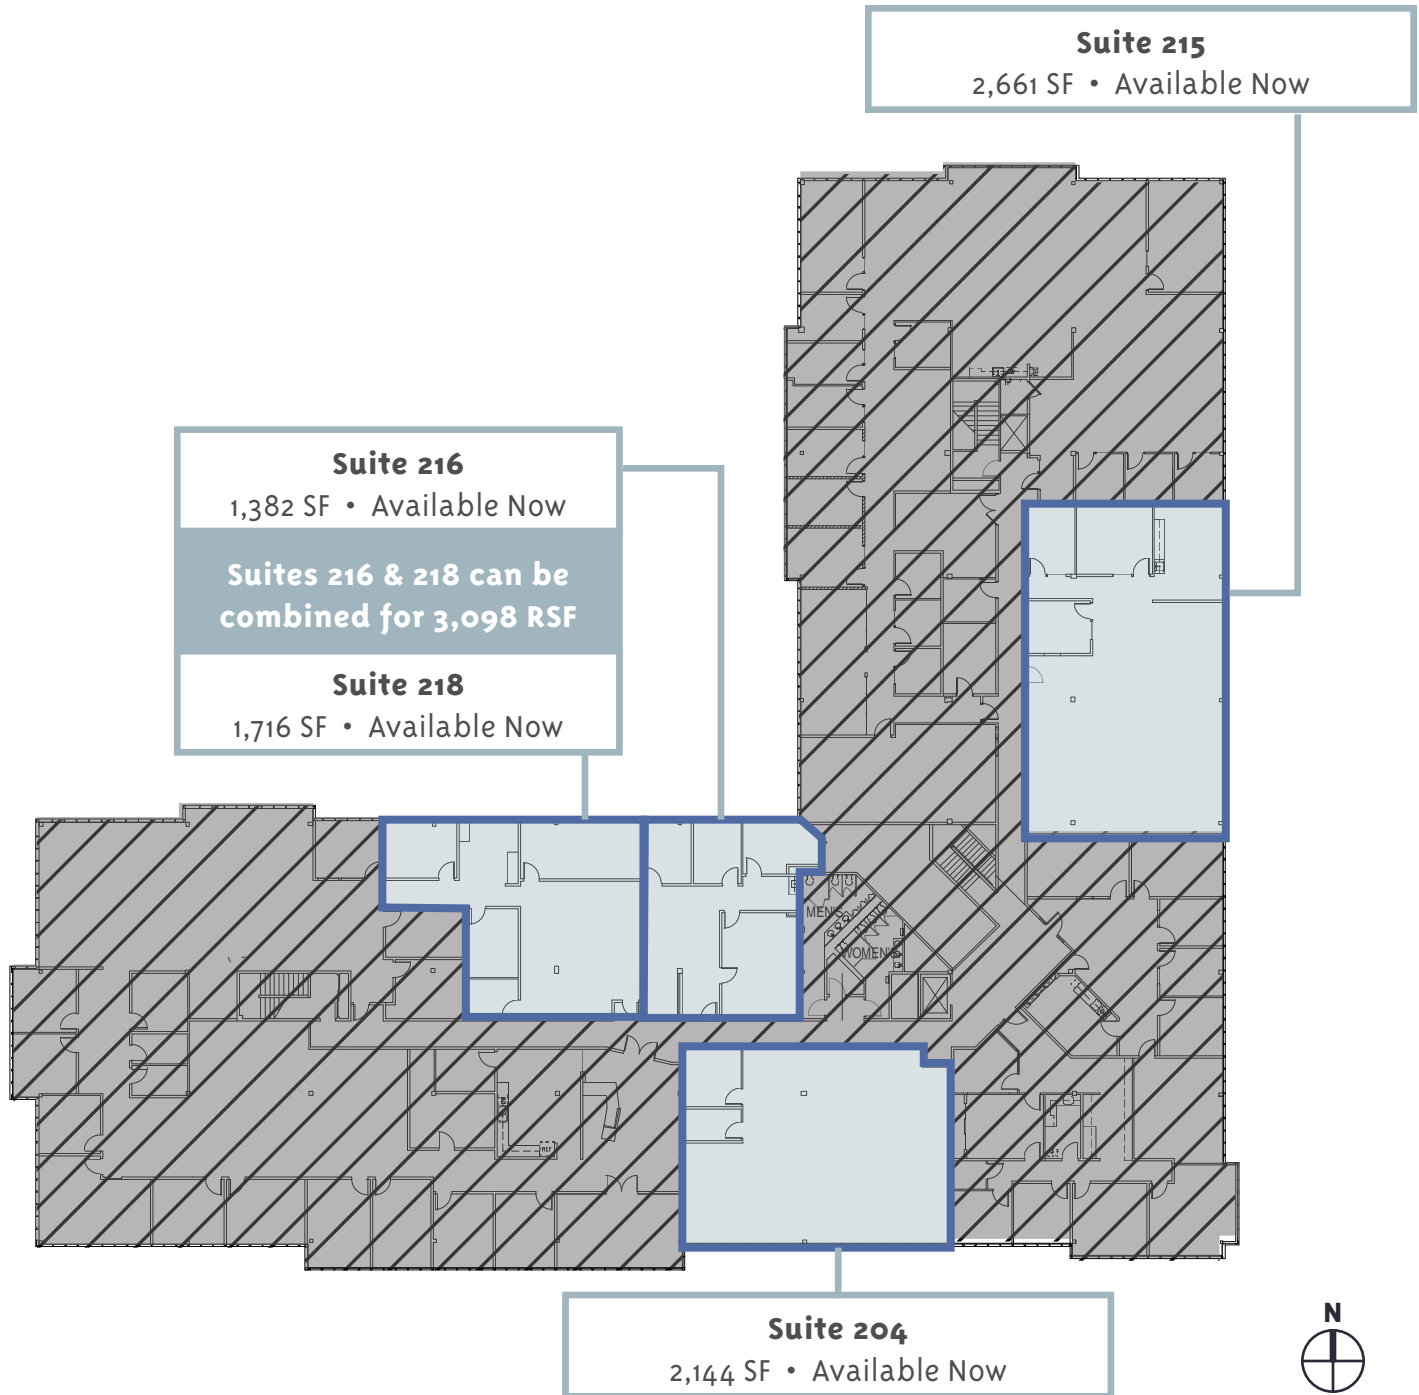 Suite 215
2,661 SF • Available Now
Suite 216
1,382 SF • Available Now
Suites 216 & 218 can be
combined for 3,098 RSF
Suite 218
1,716 SF • Available Now
MEN'S
WOMEN'S
REF
Suite 204
2,144 SF • Available Now
N